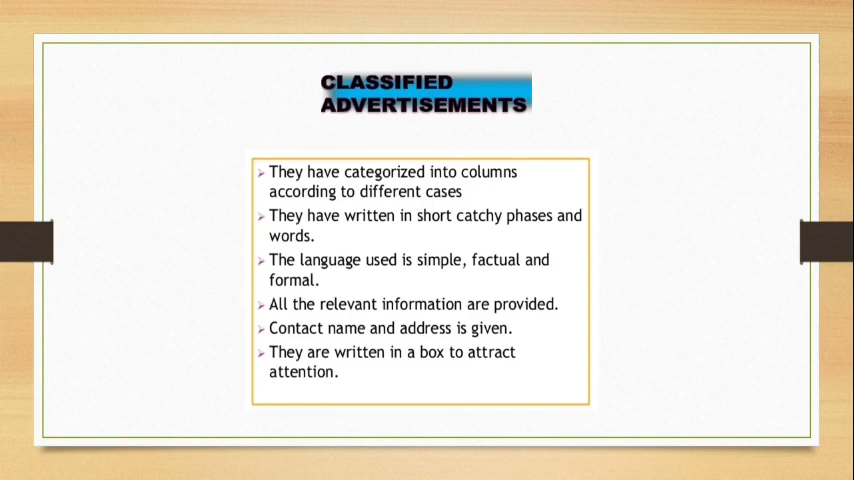 CLASSIFIED
ADVERTISEMENTS
They have categorized into columns
according to different cases
They have written in short catchy phases and
words.
The language used is simple, factual and
formal.
All the relevant information are provided.
Contact name and address is given.
They are written in a box to attract
attention.